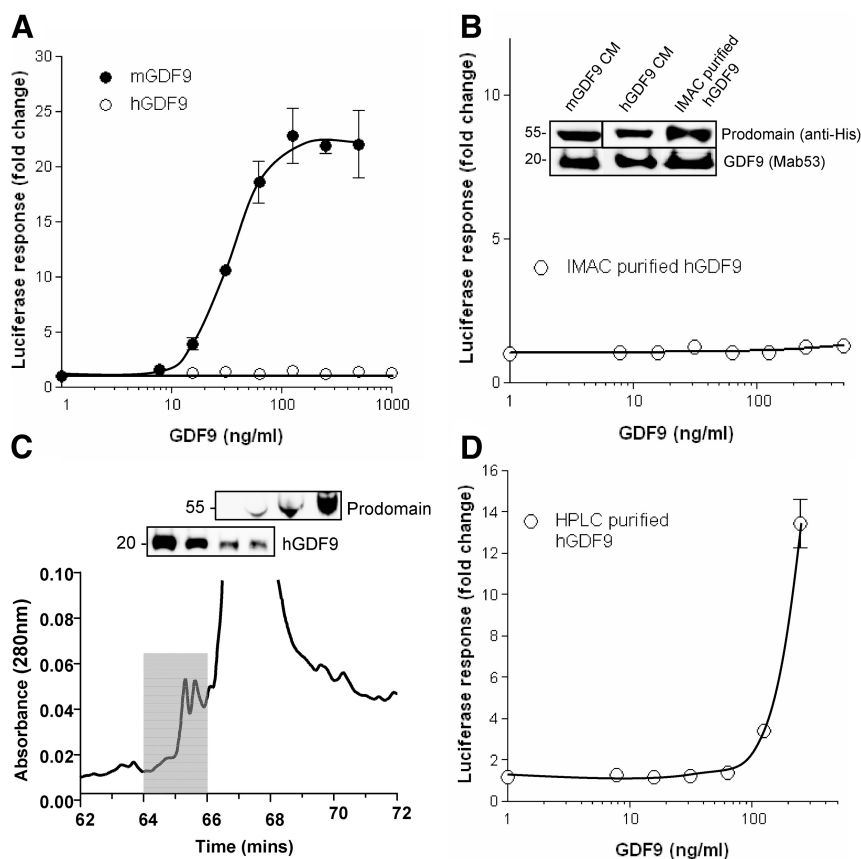 A
Luciferase response (fold change)
30
25
20
15
10
5
0
mGDF9
hGDF9
1 10 100 1000
GDF9 (ng/ml)
B
Luciferase response (fold change)
10
5
0
mGDF9 CM
hGDF9 CM
IMAC purified
hGDF9
55-
Prodomain (anti-His)
20-
GDF9 (Mab53)
IMAC purified hGDF9
1 10 100
GDF9 (ng/ml)
C
55 -
Prodomain
20 -
hGDF9
Absorbance (280nm)
0.10
0.08
0.06
0.04
0.02
0.00
62 64 66 68 70 72
Time (mins)
D
Luciferase response (fold change)
16
14
12
10
8
6
4
2
0
HPLC purified
hGDF9
1 10 100
GDF9 (ng/ml)